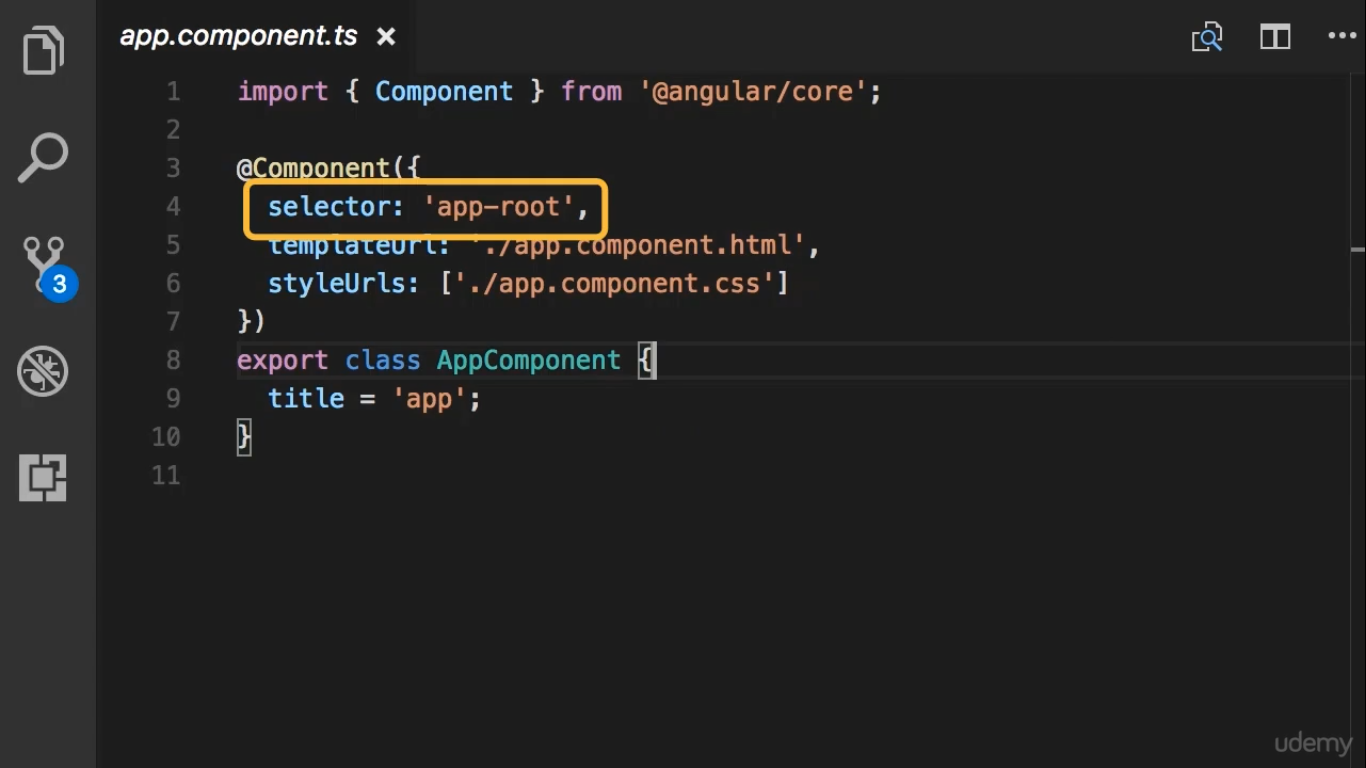 app.component.ts ×
1 import { Component } from '@angular/core';
2
3 @Component({
4 selector: 'app-root',
5 templateUrl: './app.component.html',
6 styleUrls: ['./app.component.css']
7 })
8 export class AppComponent {
9 title = 'app';
10 }
11
3
udemy